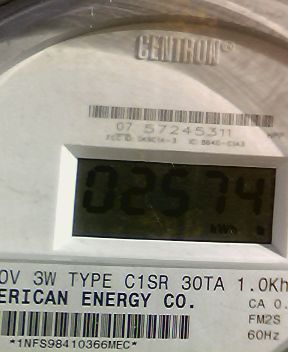 CENTRON®
07 57245311
02574
kWh
0V 3W TYPE C1SR 30TA 1.0Kh
ERICAN ENERGY CO.
CA 0.
FM2S
*1NFS98410366MEC*
60Hz